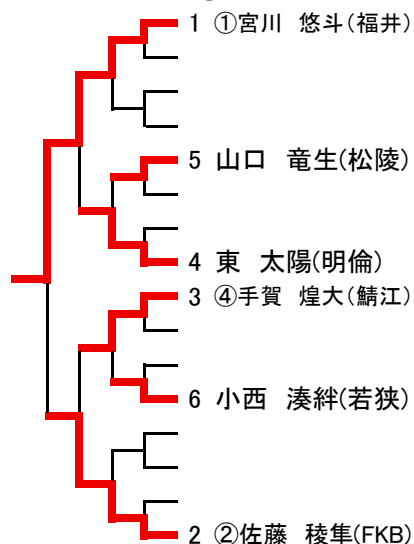 1 ①宮川 悠斗(福井)
5 山口 竜生(松陵)
4 東 太陽(明倫)
3 ④手賀 煌大(鯖江)
6 小西 湊絆(若狭)
2 ②佐藤 稜隼(FKB)